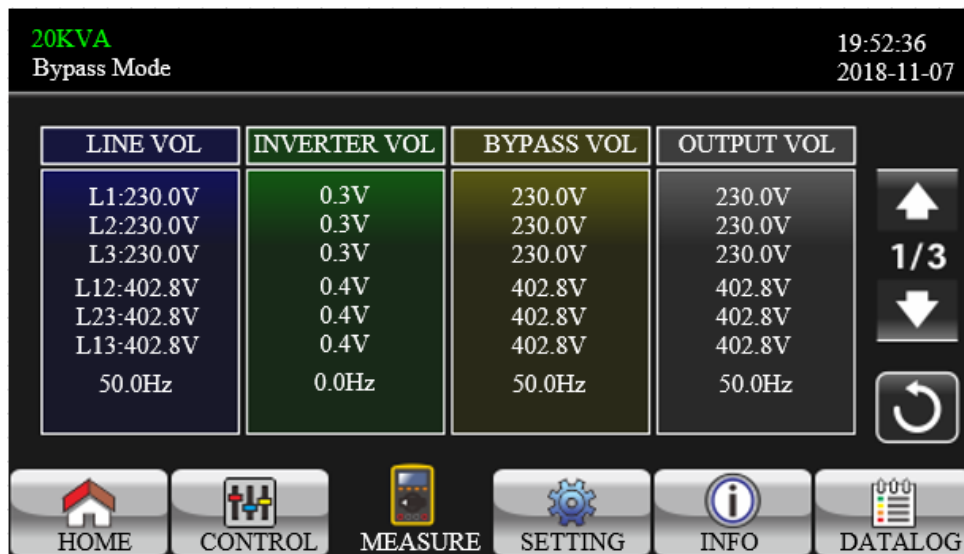 20KVA
Bypass Mode
19:52:36
2018-11-07
LINE VOL
L1:230.0V
L2:230.0V
L3:230.0V
L12:402.8V
L23:402.8V
L13:402.8V
50.0Hz
INVERTER VOL
0.3V
0.3V
0.3V
0.4V
0.4V
0.4V
0.0Hz
BYPASS VOL
230.0V
230.0V
230.0V
402.8V
402.8V
402.8V
50.0Hz
OUTPUT VOL
230.0V
230.0V
230.0V
402.8V
402.8V
402.8V
50.0Hz
1/3
HOME
CONTROL
MEASURE
SETTING
INFO
DATALOG